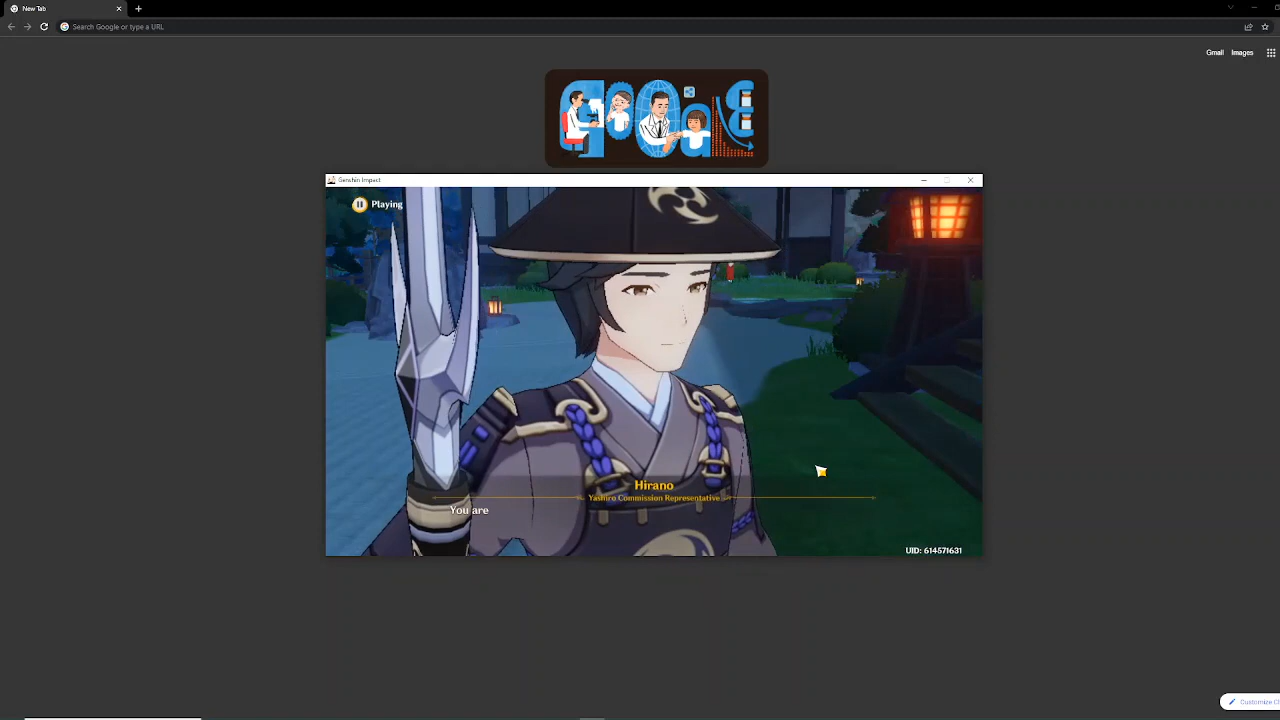 New Tab
Search Google or type a URL
Gmail
Images
Genshin Impact
Playing
Hirano
Yashiro Commission Representative
You are
UID: 614571631
Customize C